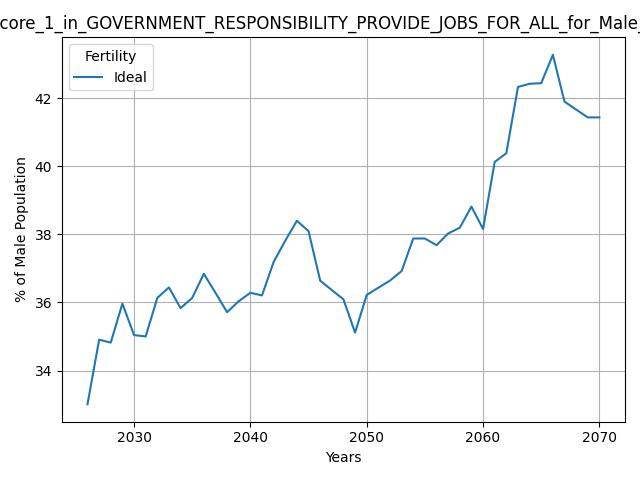 core_1_in_GOVERNMENT_RESPONSIBILITY_PROVIDE_JOBS_FOR_ALL_for_Male_
Fertility
Ideal
42
40
38
36
34
% of Male Population
2030 2040 2050 2060 2070
Years